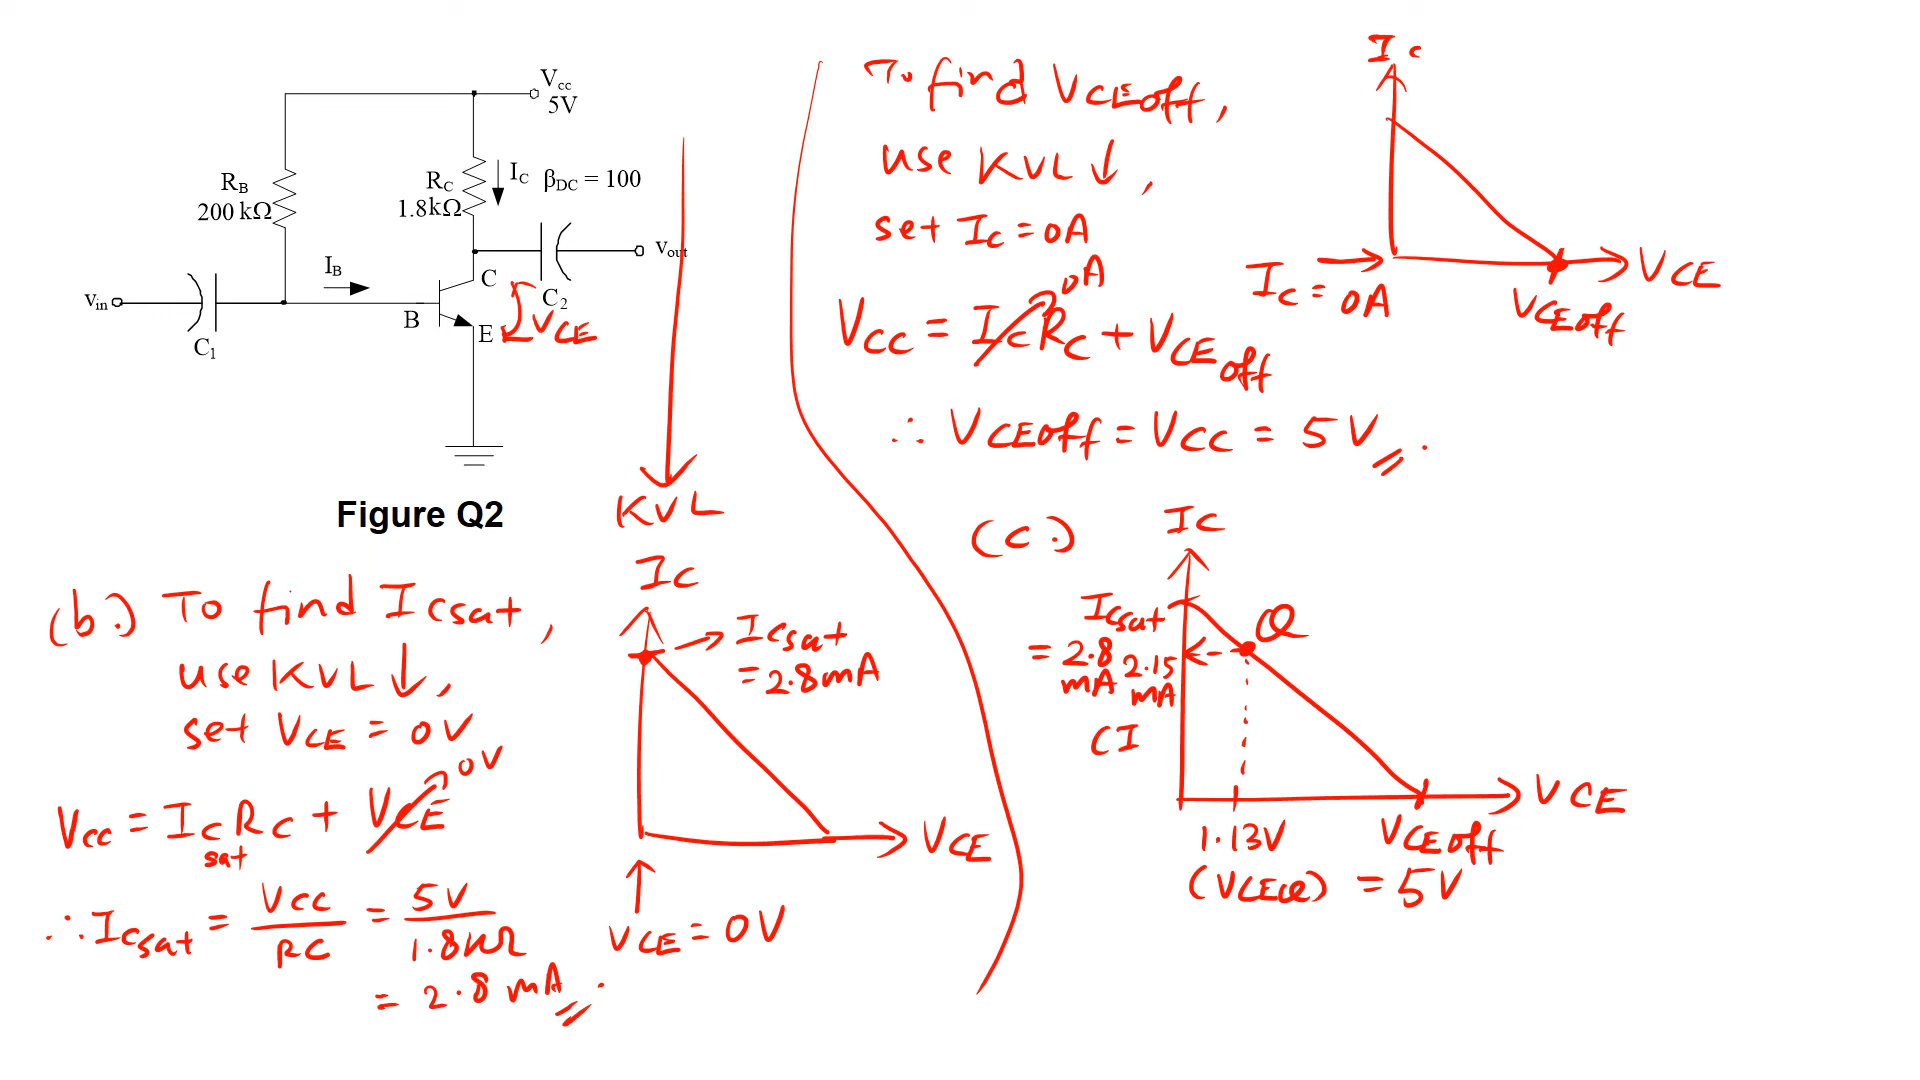 Vcc
5V
RB
200 kΩ
RC
1.8kΩ
IC
βDC = 100
Vout
IB
C
C2
VCE
Vin
B
E
C1
Figure Q2
KVL
(b.) To find ICsat,
use KVL ↓,
set VCE = 0V
VCC = ICsat RC + VCE 0V
∴ ICsat = VCC / RC = 5V / 1.8kΩ
= 2.8 mA
IC
→ ICsat
= 2.8mA
VCE
VCE = 0V
To find VCEoff,
use KVL ↓,
set IC = 0A
VCC = ICRC 0A + VCEoff
∴ VCEoff = VCC = 5V
IC
IC = 0A
VCE
VCEoff
(C.)
IC
ICsat
= 2.8 mA
2.15 mA
Q
VCE
1.13V
(VCEQ)
VCEoff
= 5V